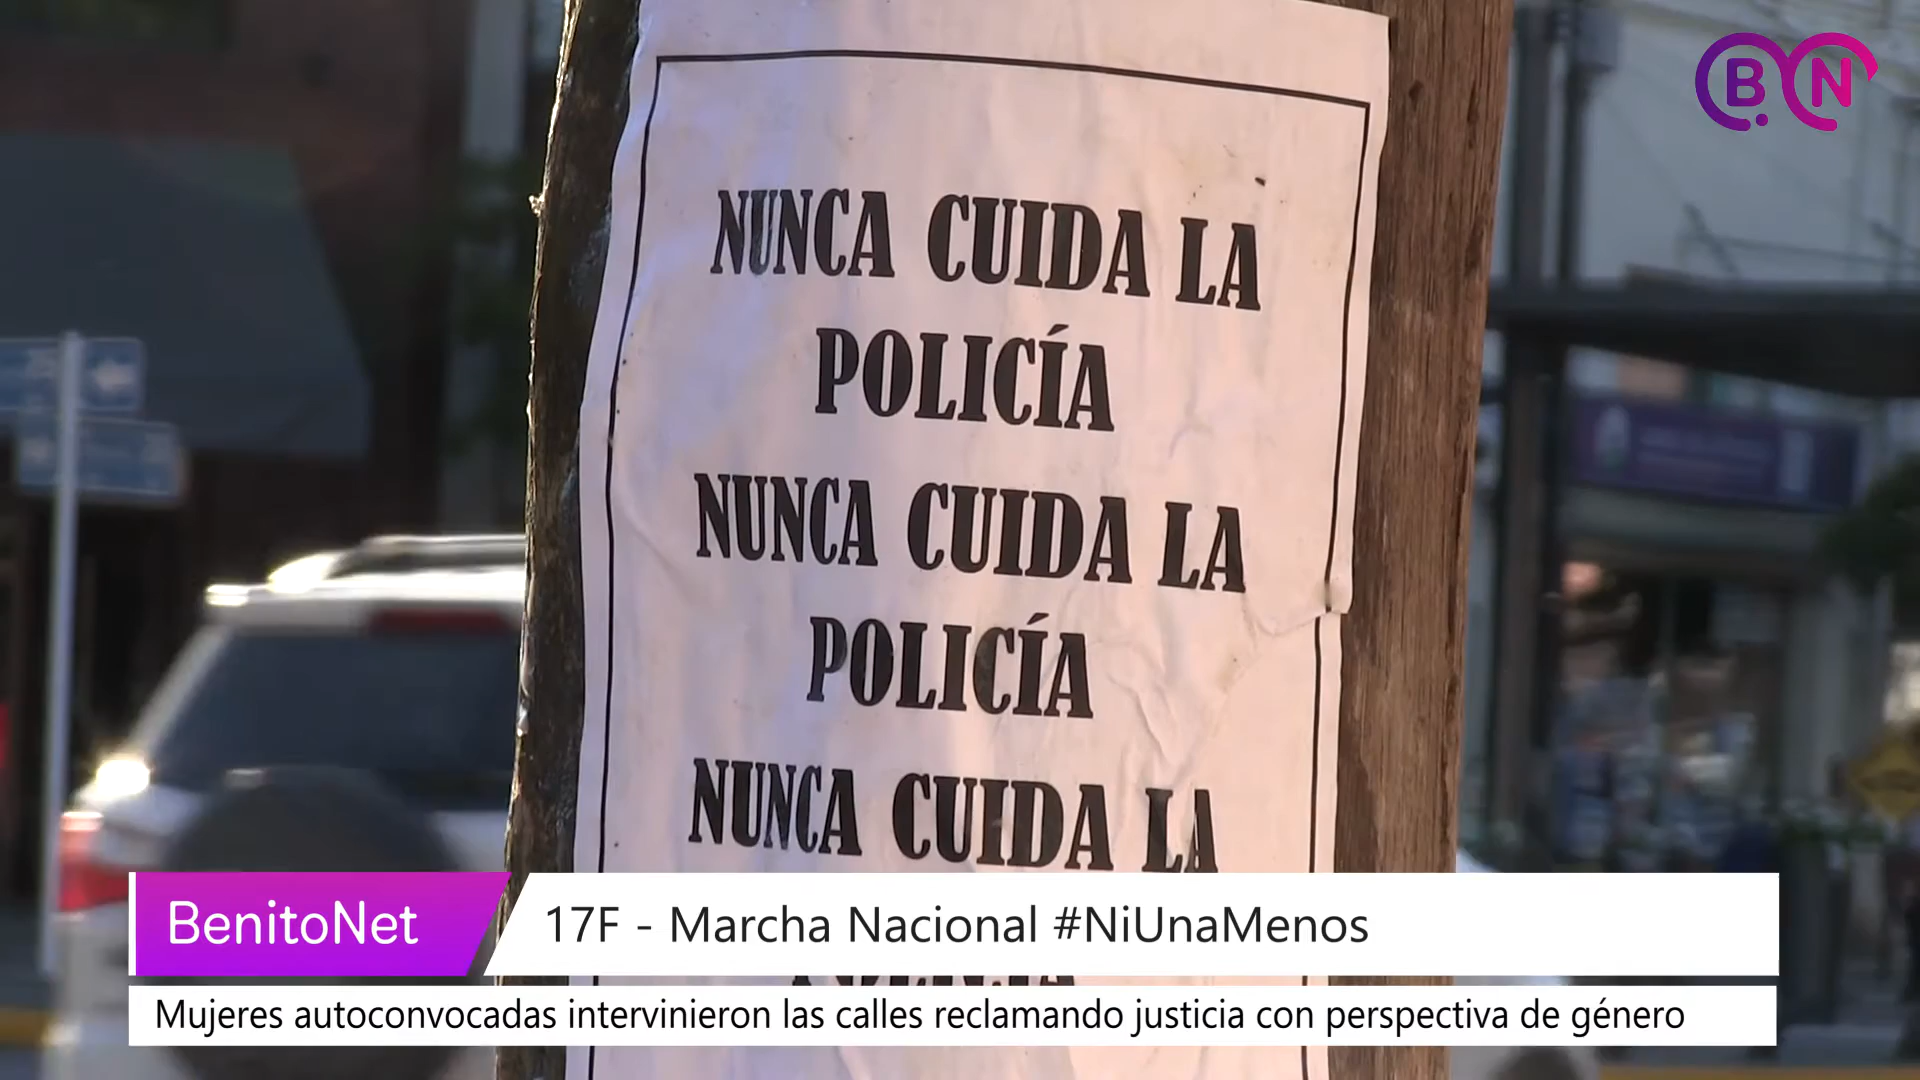 B N
NUNCA CUIDA LA
POLICÍA
NUNCA CUIDA LA
POLICÍA
NUNCA CUIDA LA
BenitoNet
17F - Marcha Nacional #NiUnaMenos
Mujeres autoconvocadas intervinieron las calles reclamando justicia con perspectiva de género